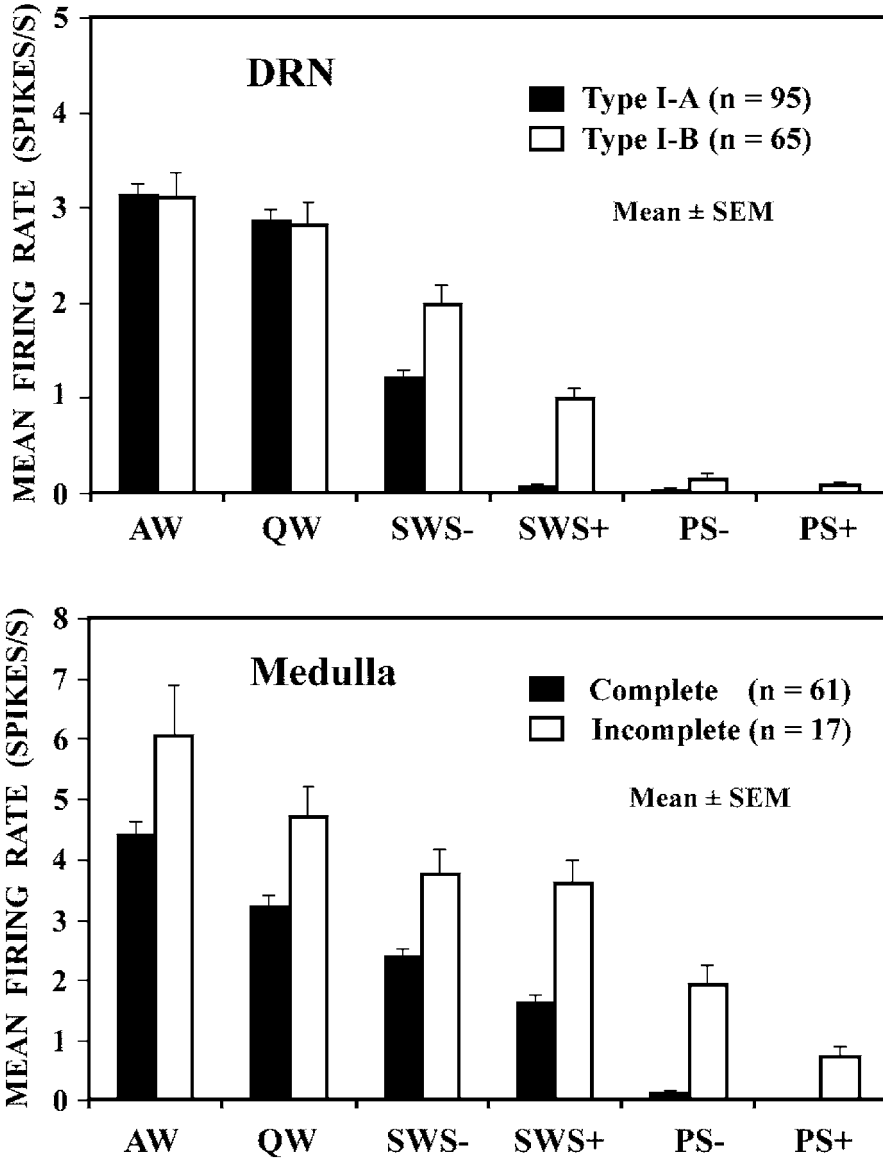 MEAN FIRING RATE (SPIKES/S)
5
4
3
2
1
0
DRN
Type I-A (n = 95)
Type I-B (n = 65)
Mean ± SEM
AW QW SWS- SWS+ PS- PS+
MEAN FIRING RATE (SPIKES/S)
8
7
6
5
4
3
2
1
0
Medulla
Complete (n = 61)
Incomplete (n = 17)
Mean ± SEM
AW QW SWS- SWS+ PS- PS+